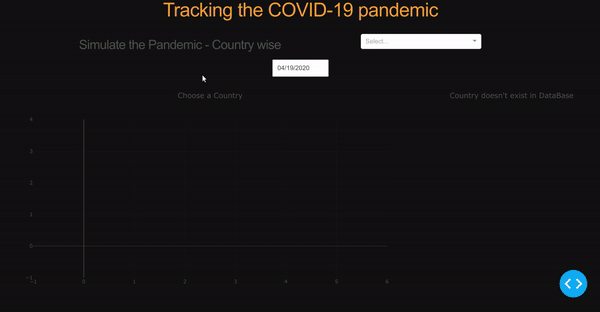 Tracking the COVID-19 pandemic
Simulate the Pandemic - Country wise
Select...
04/19/2020
Choose a Country
Country doesn't exist in DataBase
4
3
2
1
0
−1
−1 0 1 2 3 4 5 6